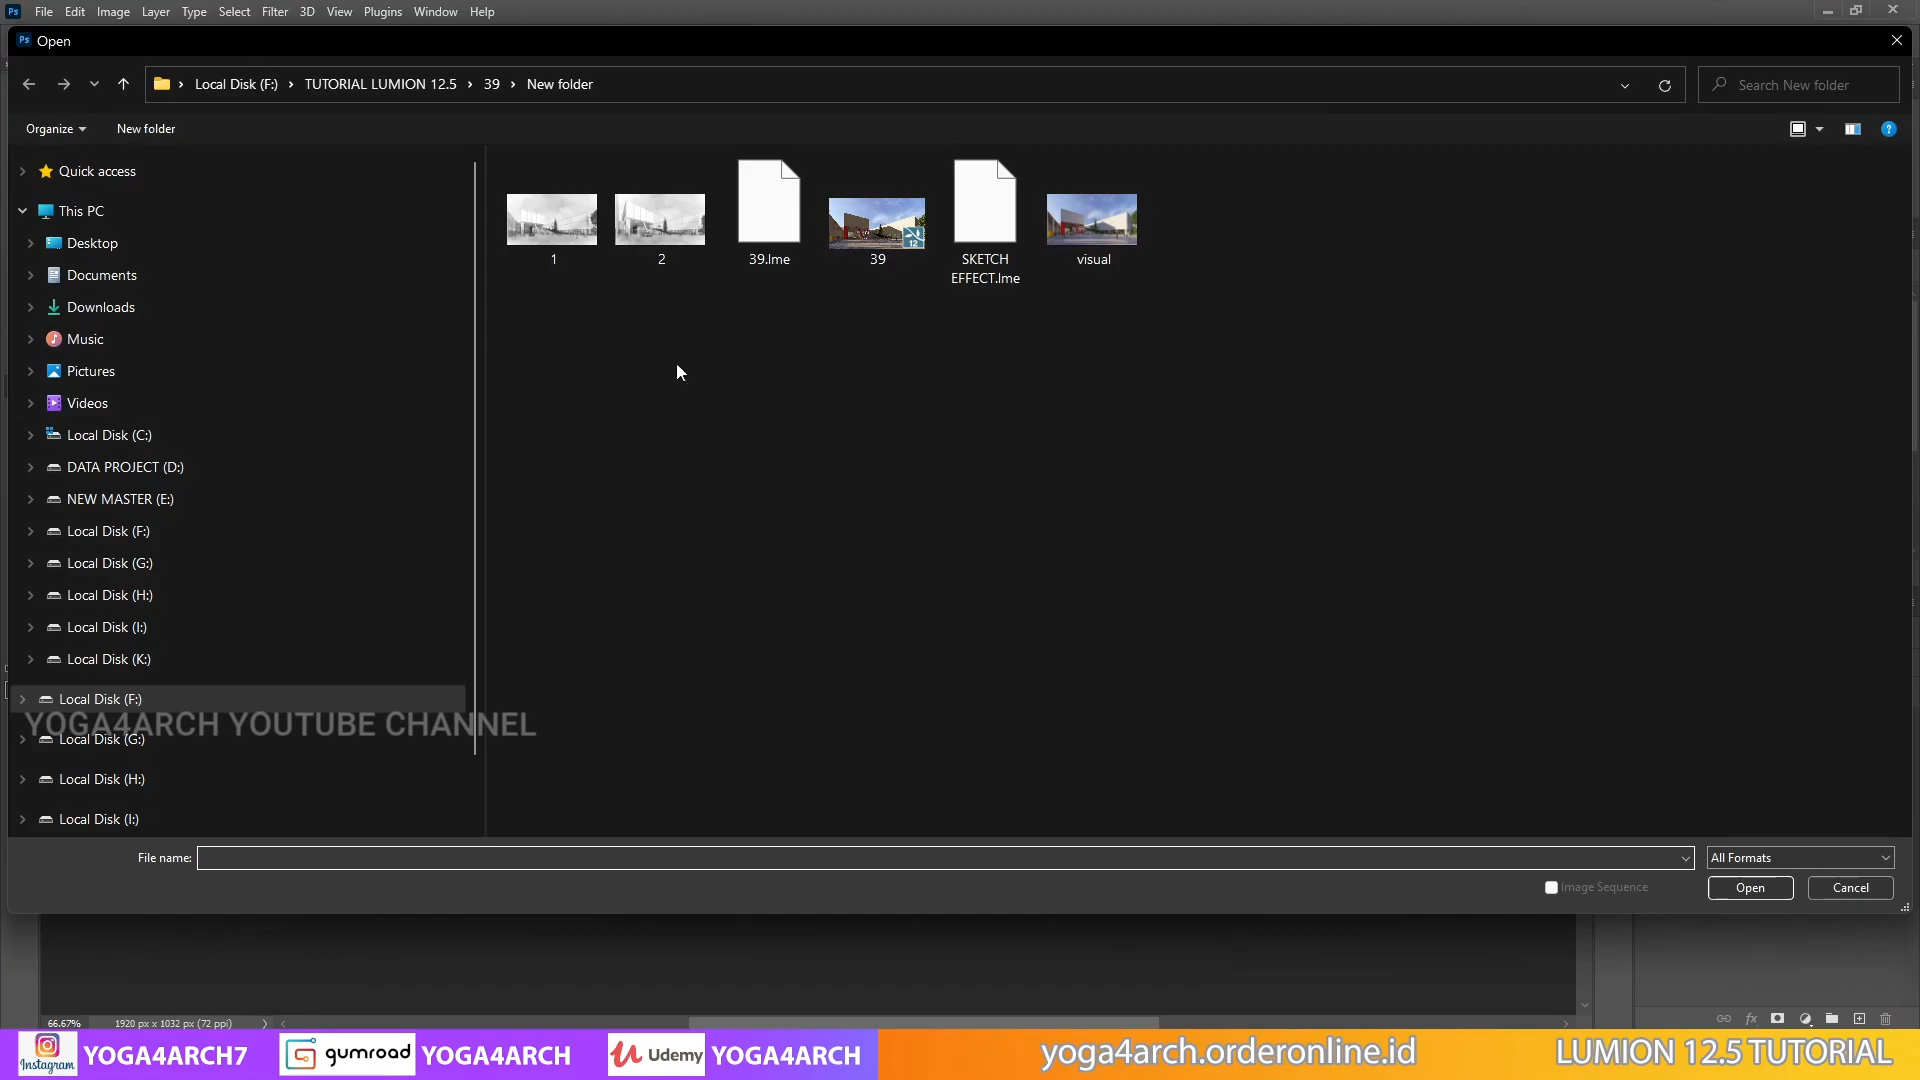 Ps File Edit Image Layer Type Select Filter 3D View Plugins Window Help
Ps Open
Local Disk (F:) TUTORIAL LUMION 12.5 39 New folder
Search New folder
Organize New folder
Quick access
This PC
Desktop
Documents
Downloads
Music
Pictures
Videos
Local Disk (C:)
DATA PROJECT (D:)
NEW MASTER (E:)
Local Disk (F:)
Local Disk (G:)
Local Disk (H:)
Local Disk (I:)
Local Disk (K:)
Local Disk (F:)
Local Disk (G:)
Local Disk (H:)
Local Disk (I:)
1 2 39.lme 39 SKETCH EFFECT.lme visual
12
YOGA4ARCH YOUTUBE CHANNEL
File name:
All Formats
Image Sequence
Open Cancel
66.67% 1920 px x 1032 px (72 ppi)
fx
Instagram YOGA4ARCH7 gumroad YOGA4ARCH Udemy YOGA4ARCH yoga4arch.orderonline.id LUMION 12.5 TUTORIAL